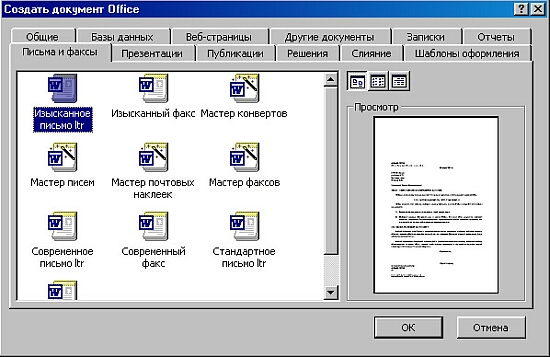 Создать документ Office
Общие
Базы данных
Веб-страницы
Другие документы
Записки
Отчеты
Письма и факсы
Презентации
Публикации
Решения
Слияние
Шаблоны оформления
Изысканное
письмо ltr
Изысканный факс
Мастер конвертов
Мастер писем
Мастер почтовых
наклеек
Мастер факсов
Современное
письмо ltr
Современный
факс
Стандартное
письмо ltr
Просмотр
OK
Отмена